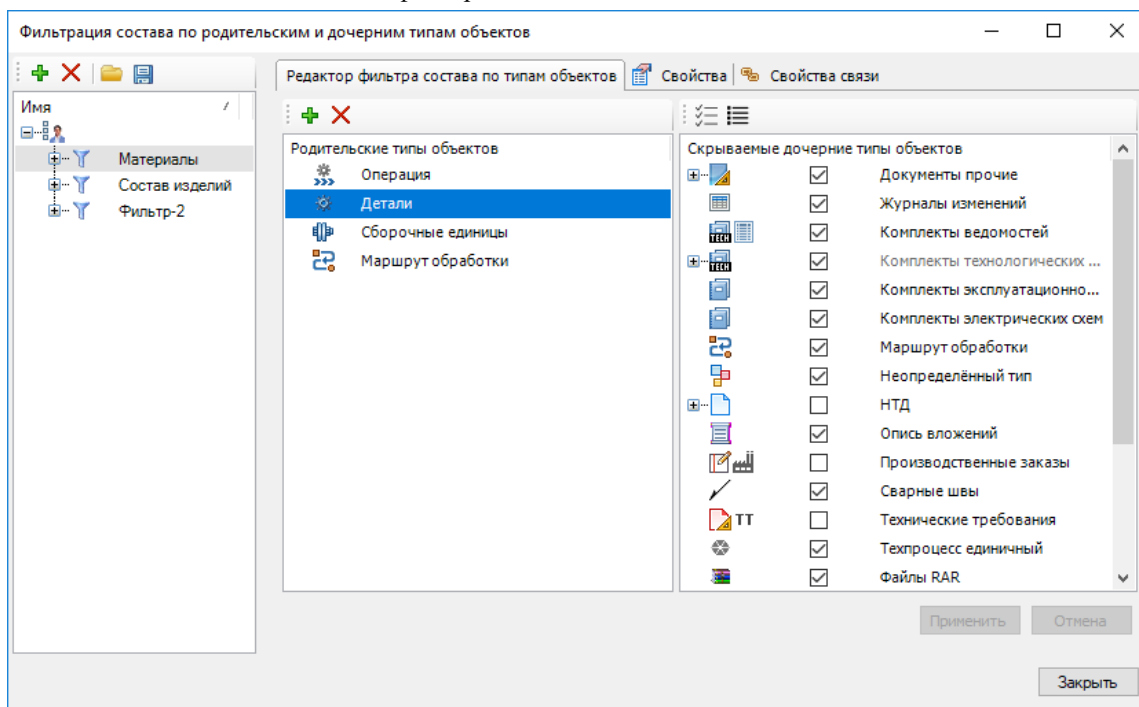 Фильтрация состава по родительским и дочерним типам объектов
Редактор фильтра состава по типам объектов Свойства Свойства связи
Имя
Материалы
Состав изделий
Фильтр-2
Родительские типы объектов
Операция
Детали
Сборочные единицы
Маршрут обработки
Скрываемые дочерние типы объектов
Документы прочие
Журналы изменений
TECH Комплекты ведомостей
TECH Комплекты технологических ...
Комплекты эксплуатационно...
Комплекты электрических схем
Маршрут обработки
Неопределённый тип
НТД
Опись вложений
Производственные заказы
Сварные швы
ТТ Технические требования
Техпроцесс единичный
Файлы RAR
Применить Отмена
Закрыть